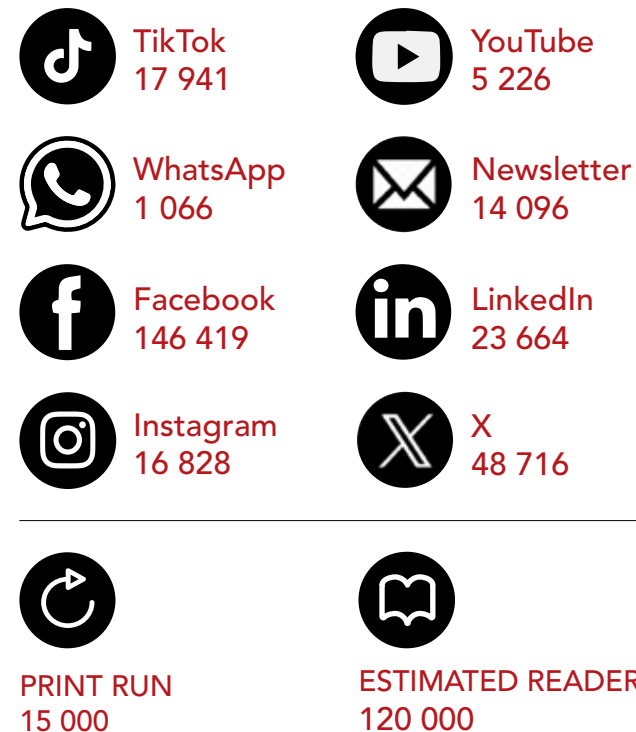 TikTok
17 941
YouTube
5 226
WhatsApp
1 066
Newsletter
14 096
Facebook
146 419
LinkedIn
23 664
Instagram
16 828
X
48 716
PRINT RUN
15 000
ESTIMATED READER
120 000